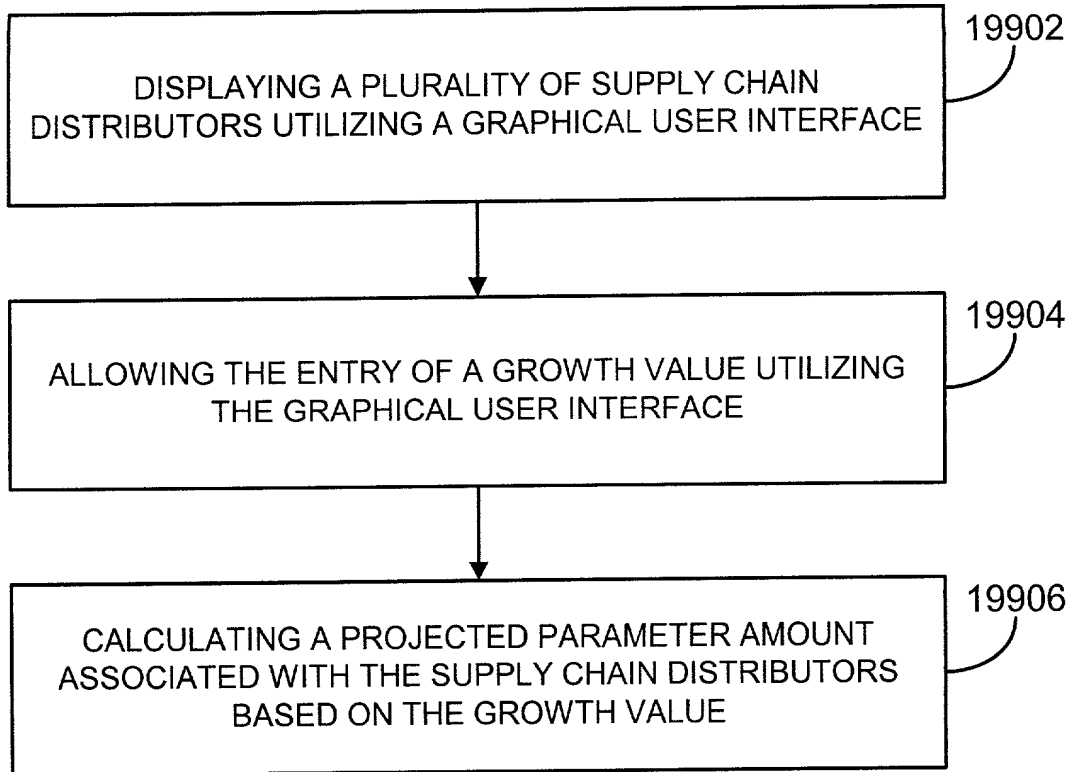 19902
DISPLAYING A PLURALITY OF SUPPLY CHAIN
DISTRIBUTORS UTILIZING A GRAPHICAL USER INTERFACE
19904
ALLOWING THE ENTRY OF A GROWTH VALUE UTILIZING
THE GRAPHICAL USER INTERFACE
19906
CALCULATING A PROJECTED PARAMETER AMOUNT
ASSOCIATED WITH THE SUPPLY CHAIN DISTRIBUTORS
BASED ON THE GROWTH VALUE